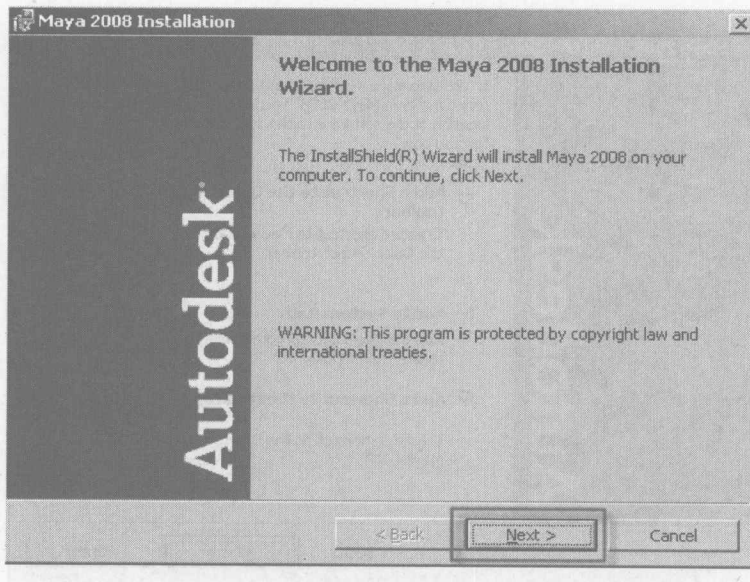 Maya 2008 Installation
Autodesk
Welcome to the Maya 2008 Installation
Wizard.
The InstallShield(R) Wizard will install Maya 2008 on your
computer. To continue, click Next.
WARNING: This program is protected by copyright law and
international treaties.
< Back
Next >
Cancel